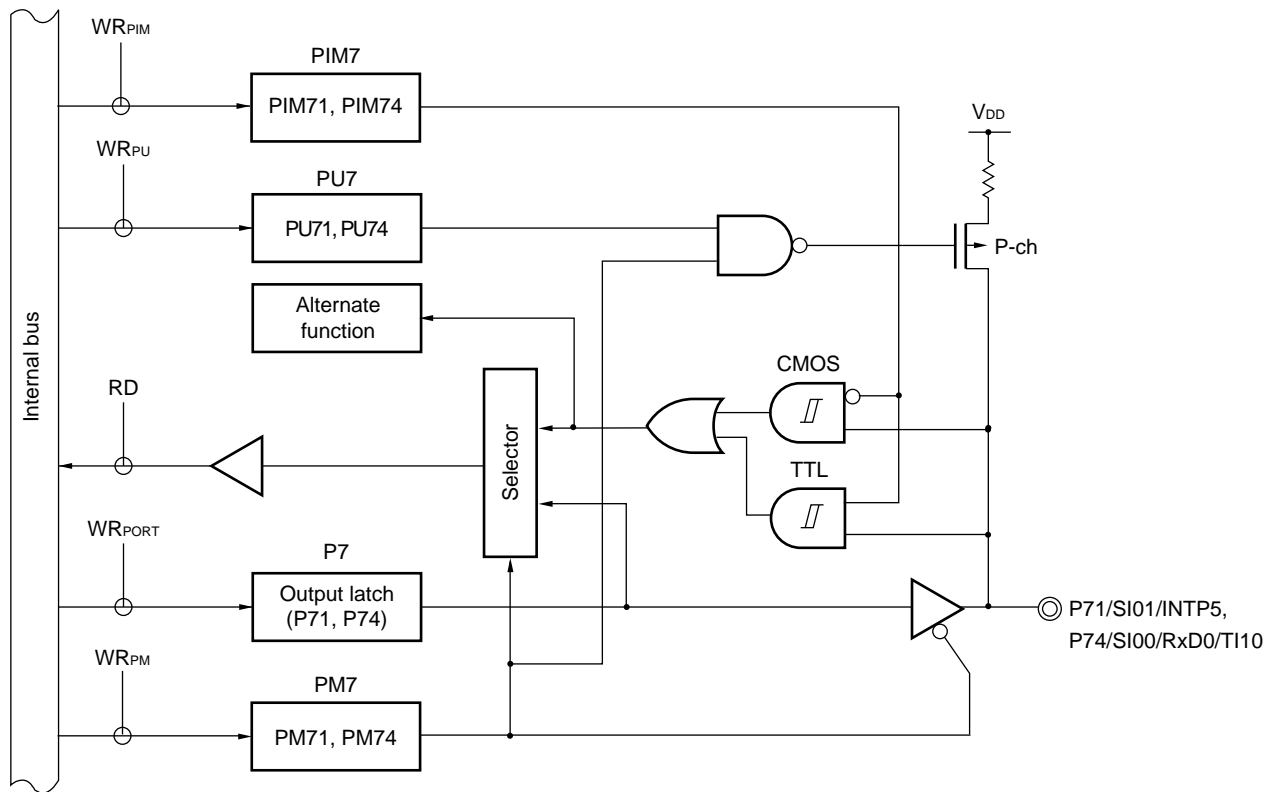 WRPIM
PIM7
PIM71, PIM74
VDD
WRPU
PU7
PU71, PU74
P-ch
Alternate
function
CMOS
RD
Internal bus
Selector
TTL
WRPORT
P7
Output latch
(P71, P74)
P71/SI01/INTP5,
P74/SI00/RxD0/TI10
WRPM
PM7
PM71, PM74